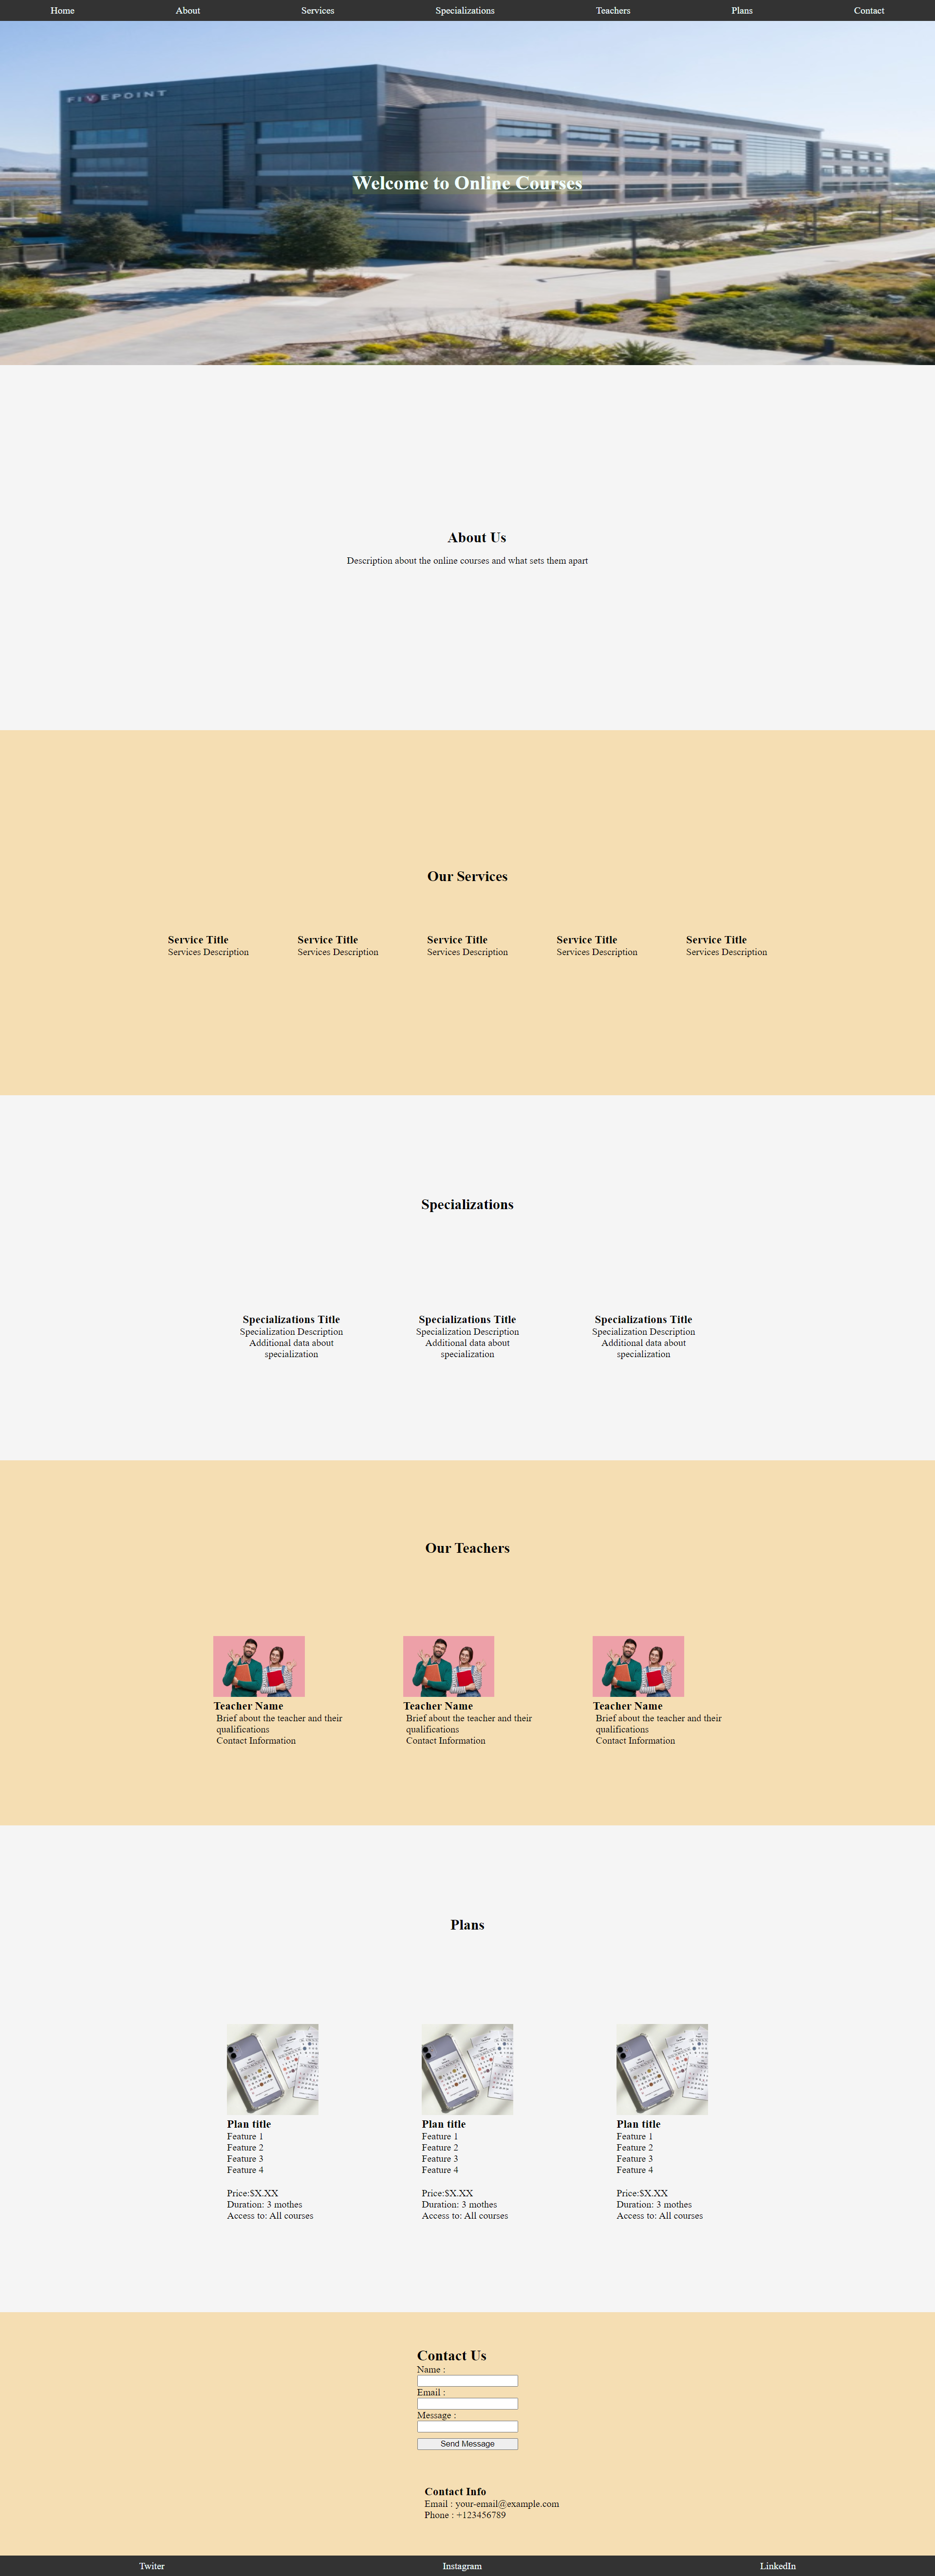 Home About Services Specializations Teachers Plans Contact
FIVEPOINT
Welcome to Online Courses
About Us
Description about the online courses and what sets them apart
Our Services
Service Title
Services Description
Service Title
Services Description
Service Title
Services Description
Service Title
Services Description
Service Title
Services Description
Specializations
Specializations Title
Specialization Description
Additional data about
specialization
Specializations Title
Specialization Description
Additional data about
specialization
Specializations Title
Specialization Description
Additional data about
specialization
Our Teachers
Teacher Name
Brief about the teacher and their
qualifications
Contact Information
Teacher Name
Brief about the teacher and their
qualifications
Contact Information
Teacher Name
Brief about the teacher and their
qualifications
Contact Information
Plans
Plan title
Feature 1
Feature 2
Feature 3
Feature 4
Price:$X.XX
Duration: 3 mothes
Access to: All courses
Plan title
Feature 1
Feature 2
Feature 3
Feature 4
Price:$X.XX
Duration: 3 mothes
Access to: All courses
Plan title
Feature 1
Feature 2
Feature 3
Feature 4
Price:$X.XX
Duration: 3 mothes
Access to: All courses
Contact Us
Name :
Email :
Message :
Send Message
Contact Info
Email : your-email@example.com
Phone : +123456789
Twiter Instagram LinkedIn